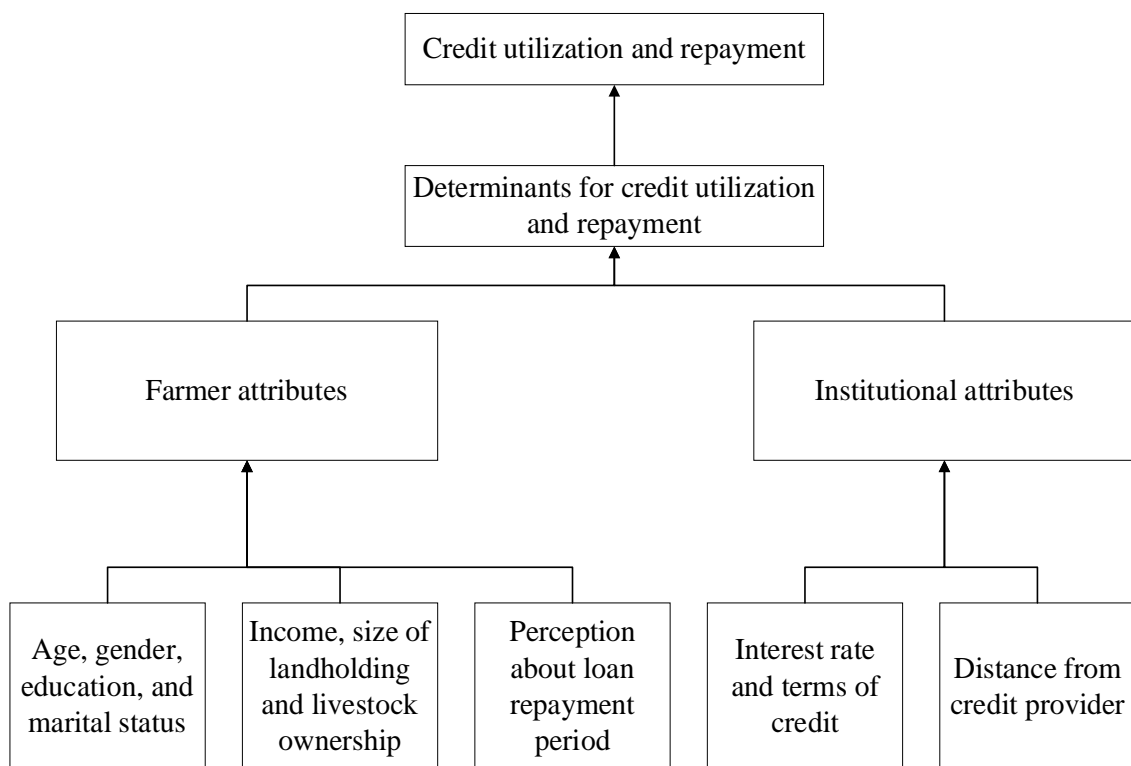 Credit utilization and repayment
Determinants for credit utilization
and repayment
Farmer attributes
Institutional attributes
Age, gender,
education, and
marital status
Income, size of
landholding
and livestock
ownership
Perception
about loan
repayment
period
Interest rate
and terms of
credit
Distance from
credit provider